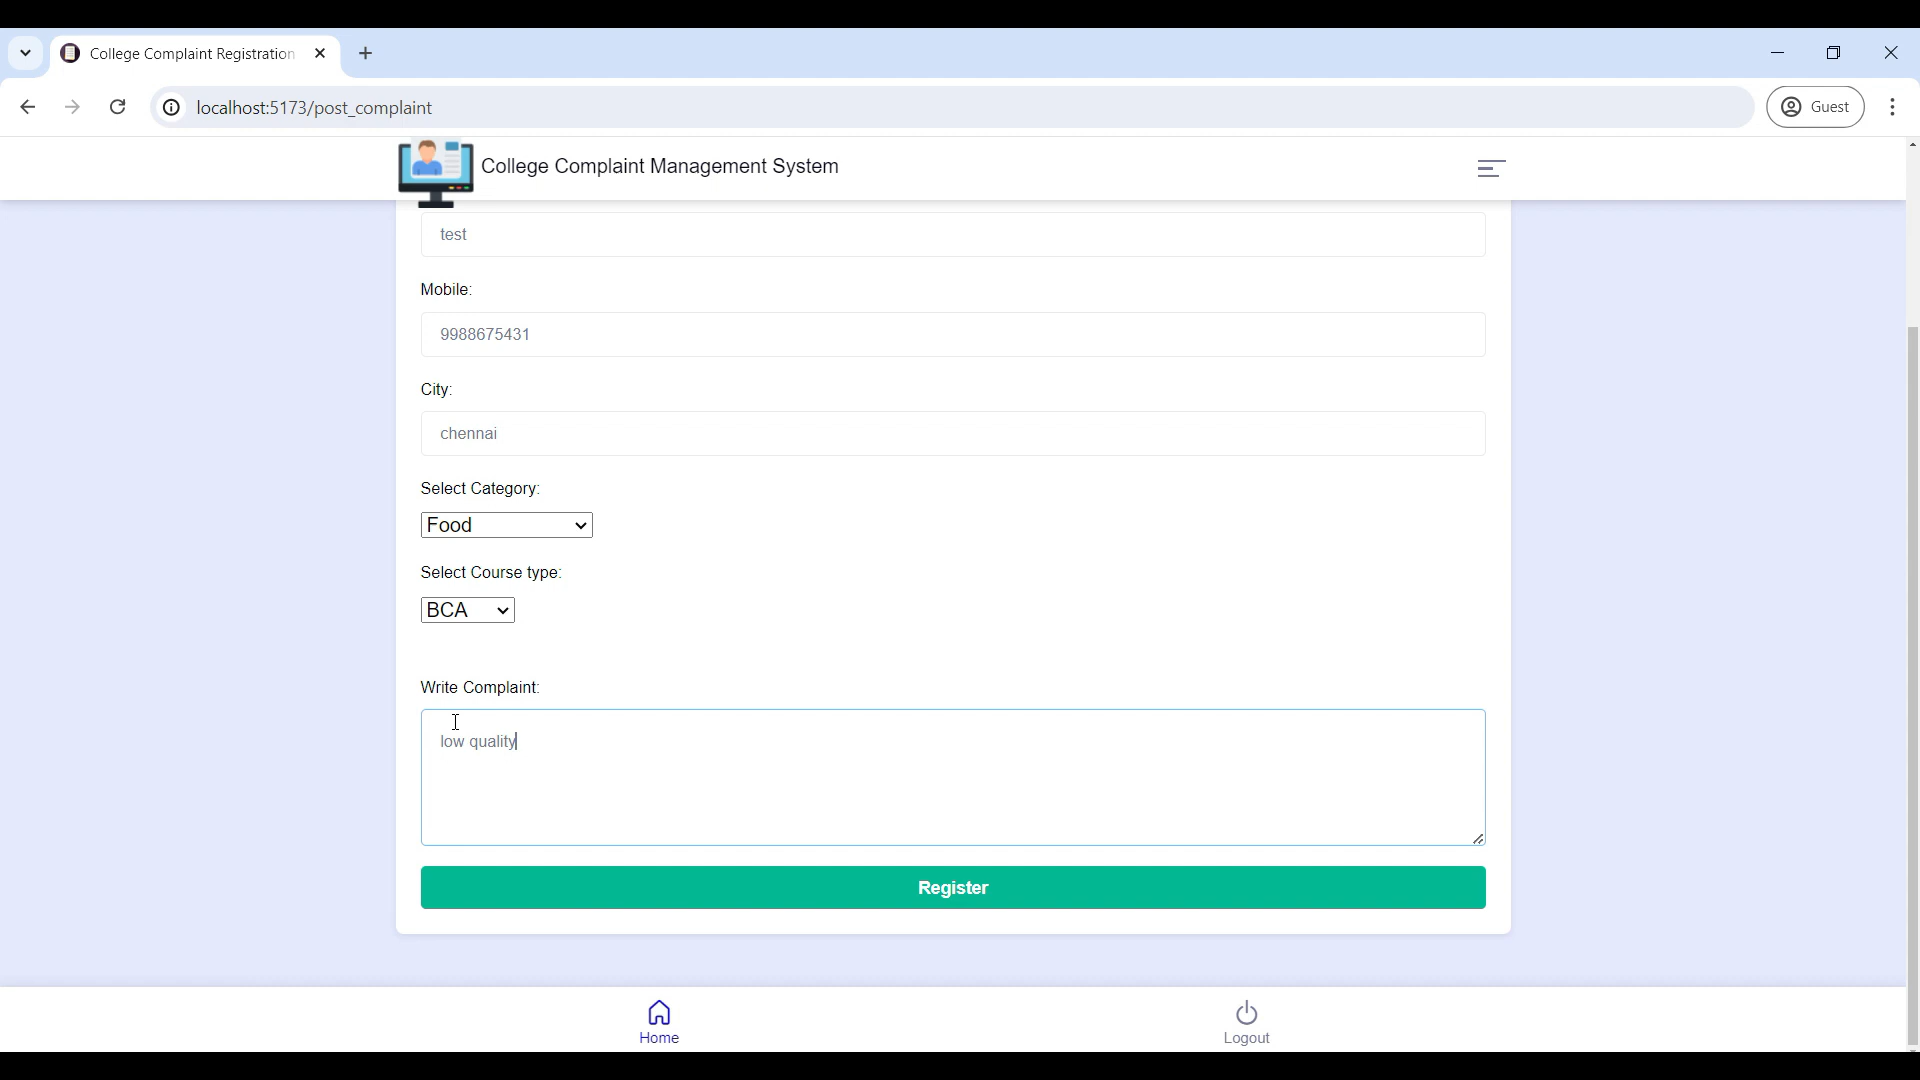 College Complaint Registration
localhost:5173/post_complaint
Guest
College Complaint Management System
test
Mobile:
9988675431
City:
chennai
Select Category:
Food
Select Course type:
BCA
Write Complaint:
low quality
Register
Home
Logout